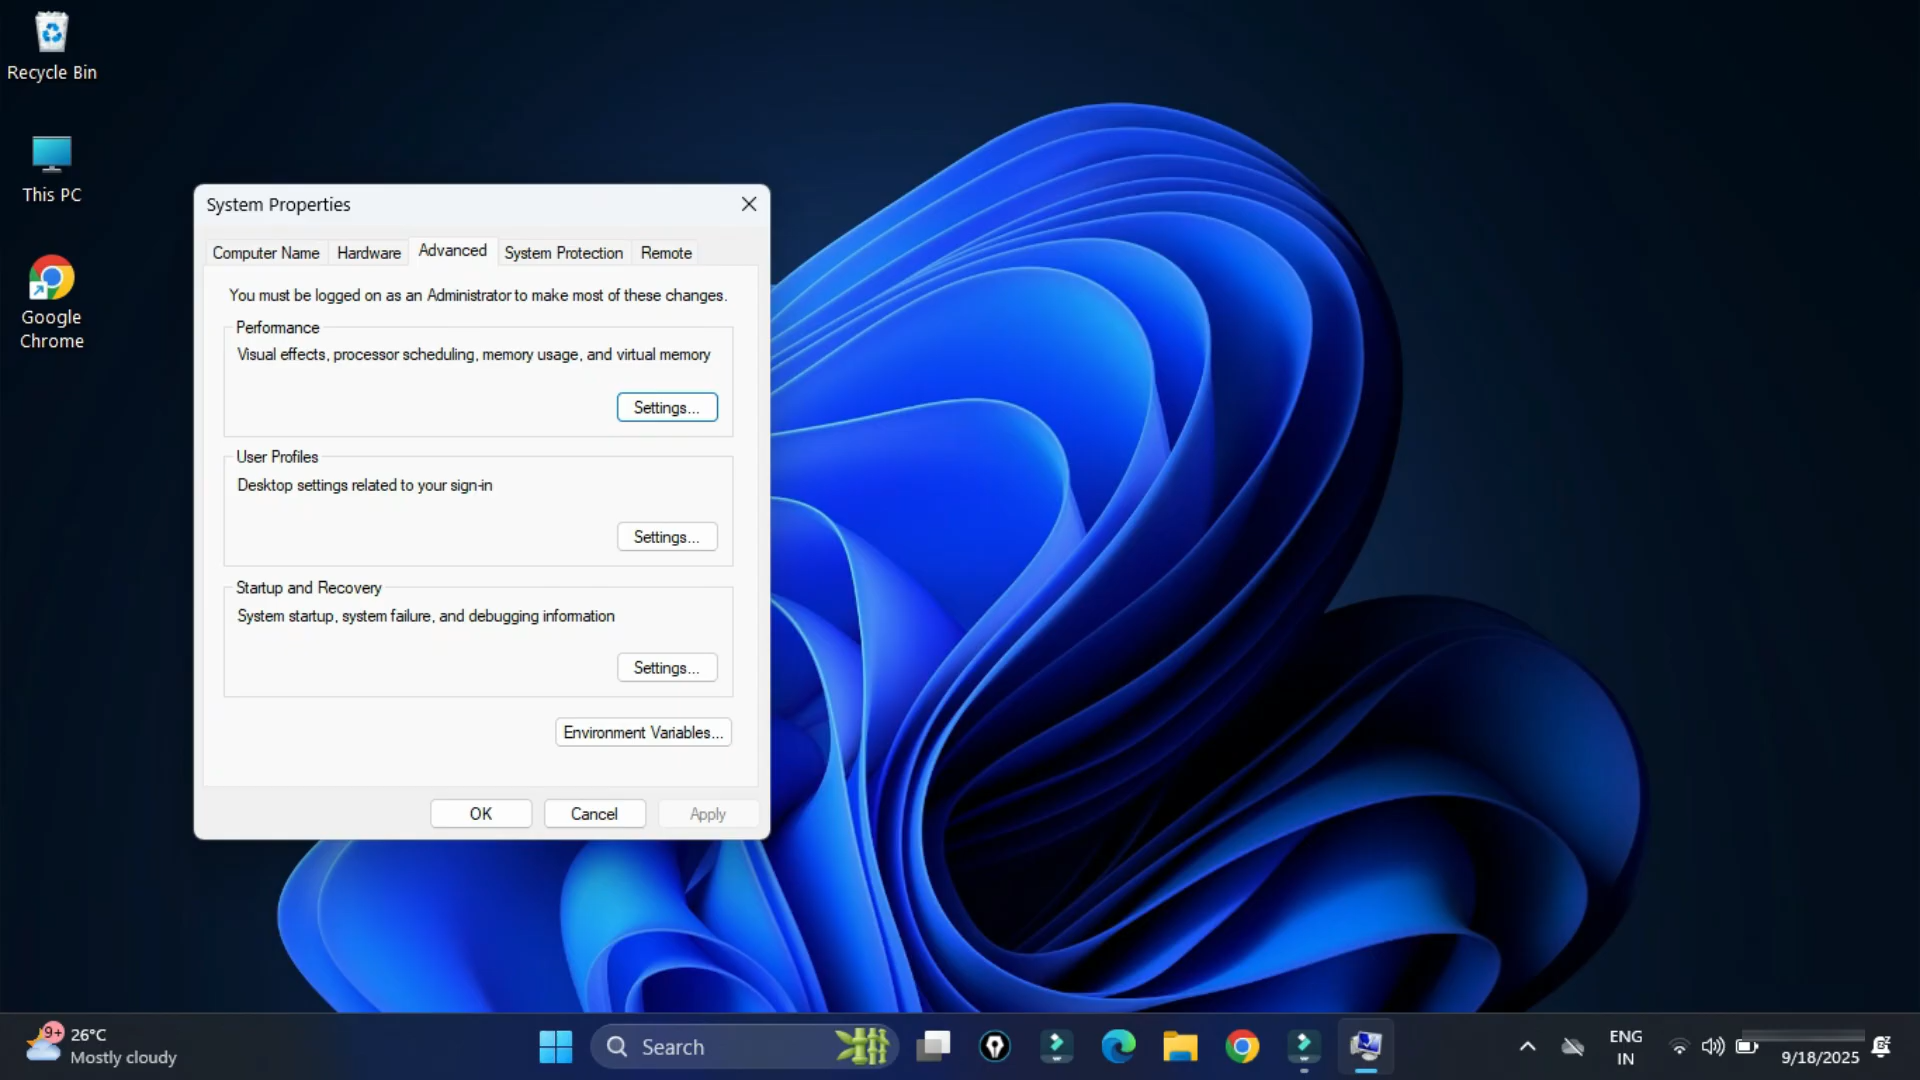 Recycle Bin
This PC
Google
Chrome
System Properties
Computer Name
Hardware
Advanced
System Protection
Remote
You must be logged on as an Administrator to make most of these changes.
Performance
Visual effects, processor scheduling, memory usage, and virtual memory
Settings...
User Profiles
Desktop settings related to your sign-in
Settings...
Startup and Recovery
System startup, system failure, and debugging information
Settings...
Environment Variables...
OK
Cancel
Apply
9+
26°C
Mostly cloudy
Search
ENG
IN
9/18/2025